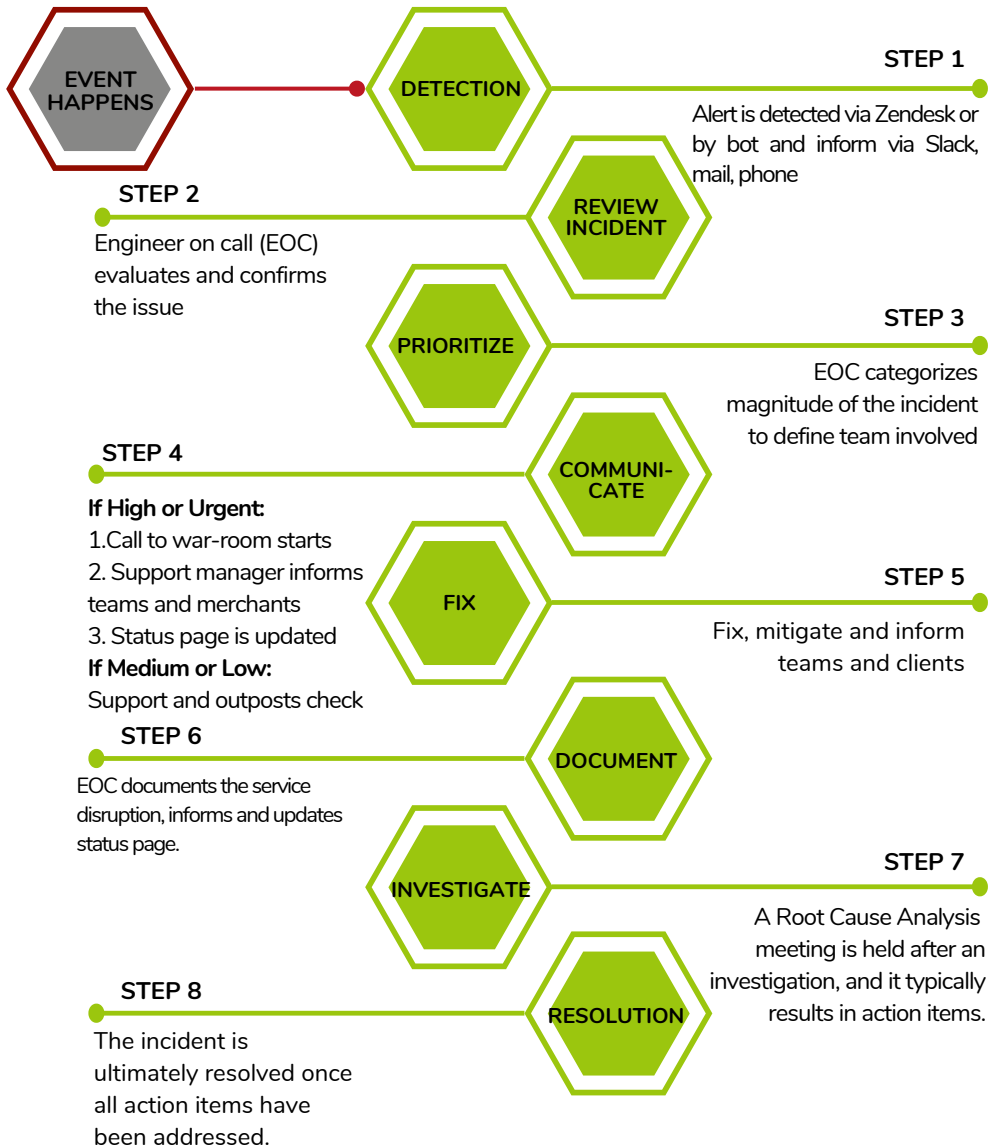 EVENT
HAPPENS
DETECTION
STEP 1
Alert is detected via Zendesk or
by bot and inform via Slack,
mail, phone
STEP 2
REVIEW
INCIDENT
Engineer on call (EOC)
evaluates and confirms
the issue
PRIORITIZE
STEP 3
EOC categorizes
magnitude of the incident
to define team involved
STEP 4
COMMUNI-
CATE
If High or Urgent:
1.Call to war-room starts
2. Support manager informs
teams and merchants
3. Status page is updated
If Medium or Low:
Support and outposts check
FIX
STEP 5
Fix, mitigate and inform
teams and clients
STEP 6
DOCUMENT
EOC documents the service
disruption, informs and updates
status page.
INVESTIGATE
STEP 7
A Root Cause Analysis
meeting is held after an
investigation, and it typically
results in action items.
STEP 8
RESOLUTION
The incident is
ultimately resolved once
all action items have
been addressed.